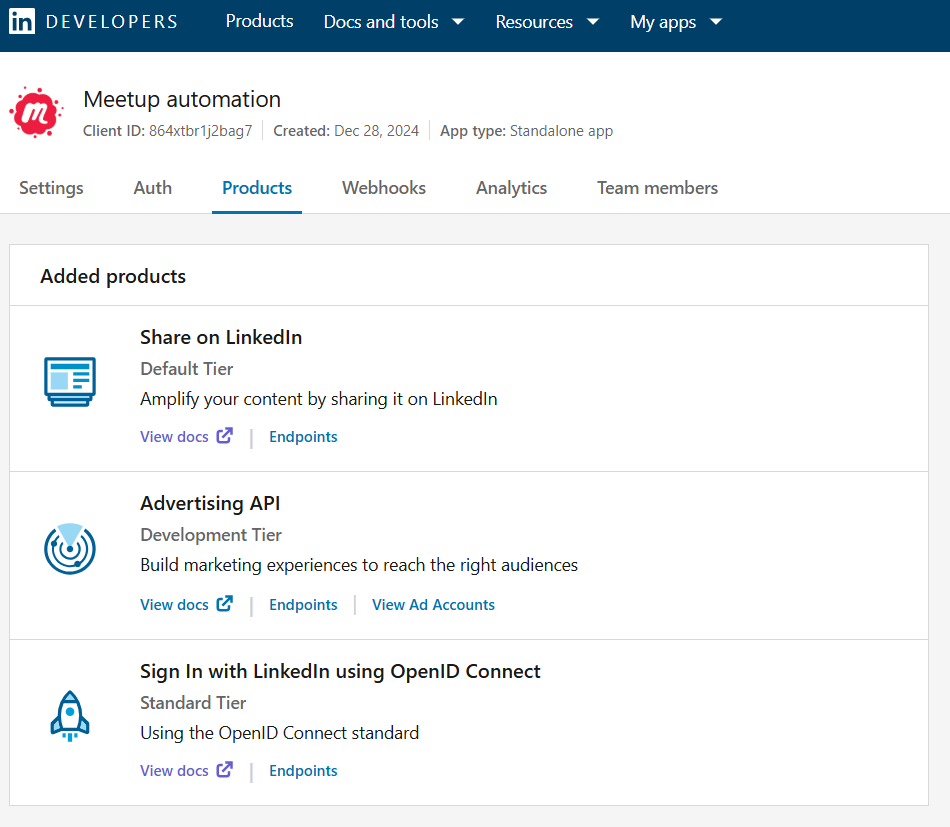 in DEVELOPERS Products Docs and tools Resources My apps
m
Meetup automation
Client ID: 864xtbr1j2bag7 Created: Dec 28, 2024 App type: Standalone app
Settings Auth Products Webhooks Analytics Team members
Added products
Share on LinkedIn
Default Tier
Amplify your content by sharing it on LinkedIn
View docs | Endpoints
Advertising API
Development Tier
Build marketing experiences to reach the right audiences
View docs | Endpoints | View Ad Accounts
Sign In with LinkedIn using OpenID Connect
Standard Tier
Using the OpenID Connect standard
View docs | Endpoints